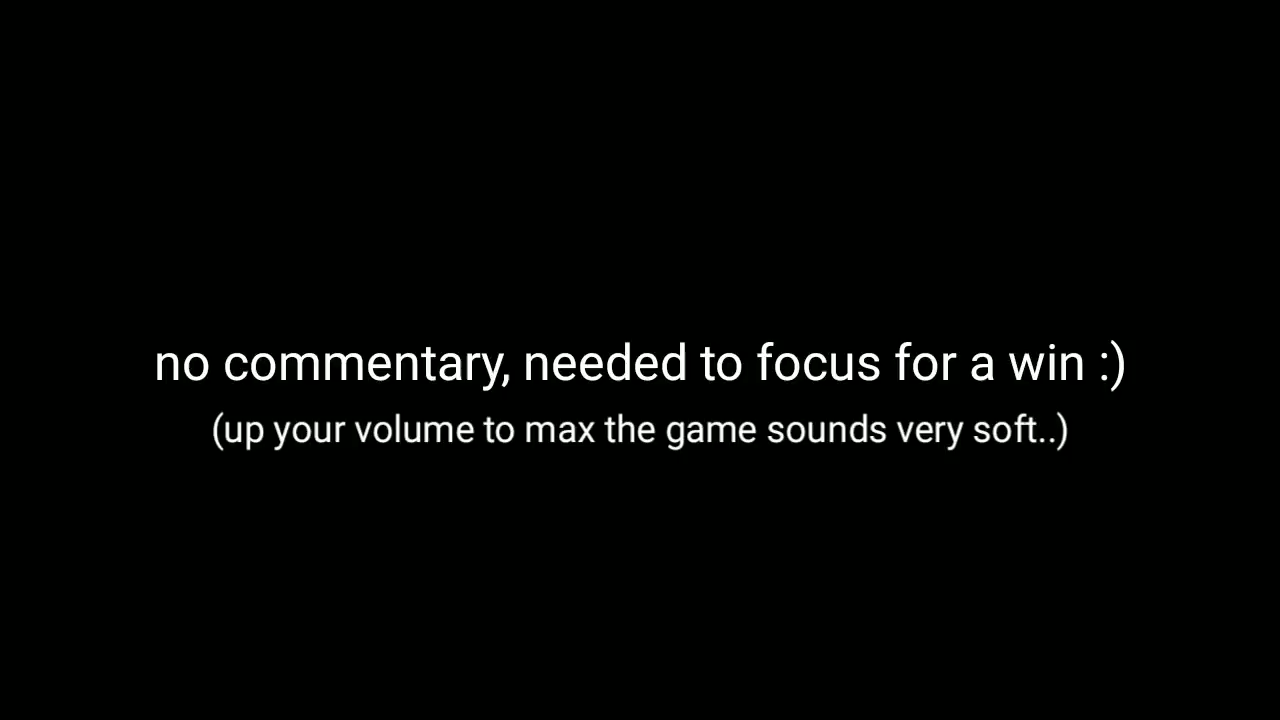 no commentary, needed to focus for a win :)
(up your volume to max the game sounds very soft..)